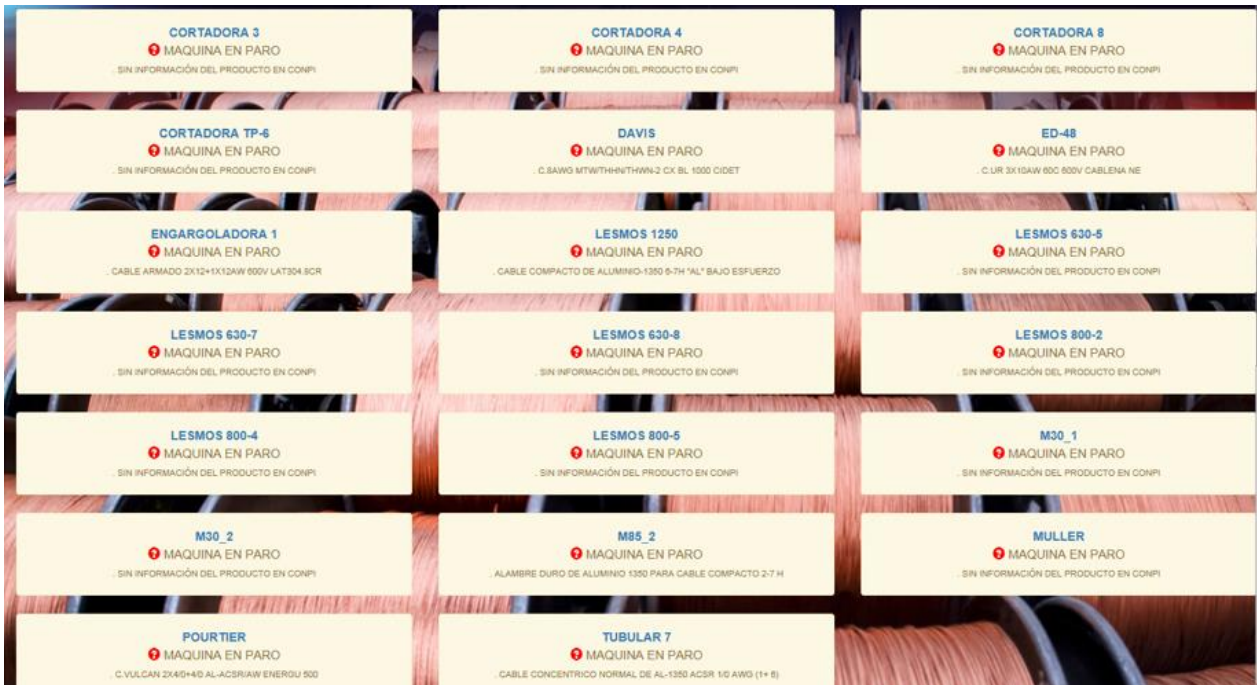 CORTADORA 3
MAQUINA EN PARO
. SIN INFORMACIÓN DEL PRODUCTO EN CONPI
CORTADORA 4
MAQUINA EN PARO
. SIN INFORMACIÓN DEL PRODUCTO EN CONPI
CORTADORA 8
MAQUINA EN PARO
. SIN INFORMACIÓN DEL PRODUCTO EN CONPI
CORTADORA TP-6
MAQUINA EN PARO
. SIN INFORMACIÓN DEL PRODUCTO EN CONPI
DAVIS
MAQUINA EN PARO
. C.8AWG MTW/THHN/THWN-2 CX BL 1000 CIDET
ED-48
MAQUINA EN PARO
. C.UR 3X10AW 60C 600V CABLENA NE
ENGARGOLADORA 1
MAQUINA EN PARO
. CABLE ARMADO 2X12+1X12AW 600V LAT304.8CR
LESMOS 1250
MAQUINA EN PARO
. CABLE COMPACTO DE ALUMINIO-1350 6-7H "AL" BAJO ESFUERZO
LESMOS 630-5
MAQUINA EN PARO
. SIN INFORMACIÓN DEL PRODUCTO EN CONPI
LESMOS 630-7
MAQUINA EN PARO
. SIN INFORMACIÓN DEL PRODUCTO EN CONPI
LESMOS 630-8
MAQUINA EN PARO
. SIN INFORMACIÓN DEL PRODUCTO EN CONPI
LESMOS 800-2
MAQUINA EN PARO
. SIN INFORMACIÓN DEL PRODUCTO EN CONPI
LESMOS 800-4
MAQUINA EN PARO
. SIN INFORMACIÓN DEL PRODUCTO EN CONPI
LESMOS 800-5
MAQUINA EN PARO
. SIN INFORMACIÓN DEL PRODUCTO EN CONPI
M30_1
MAQUINA EN PARO
. SIN INFORMACIÓN DEL PRODUCTO EN CONPI
M30_2
MAQUINA EN PARO
. SIN INFORMACIÓN DEL PRODUCTO EN CONPI
M85_2
MAQUINA EN PARO
. ALAMBRE DURO DE ALUMINIO 1350 PARA CABLE COMPACTO 2-7 H
MULLER
MAQUINA EN PARO
. SIN INFORMACIÓN DEL PRODUCTO EN CONPI
POURTIER
MAQUINA EN PARO
. C.VULCAN 2X4/0+4/0 AL-ACSR/AW ENERGU 500
TUBULAR 7
MAQUINA EN PARO
. CABLE CONCENTRICO NORMAL DE AL-1350 ACSR 1/0 AWG (1+ 6)